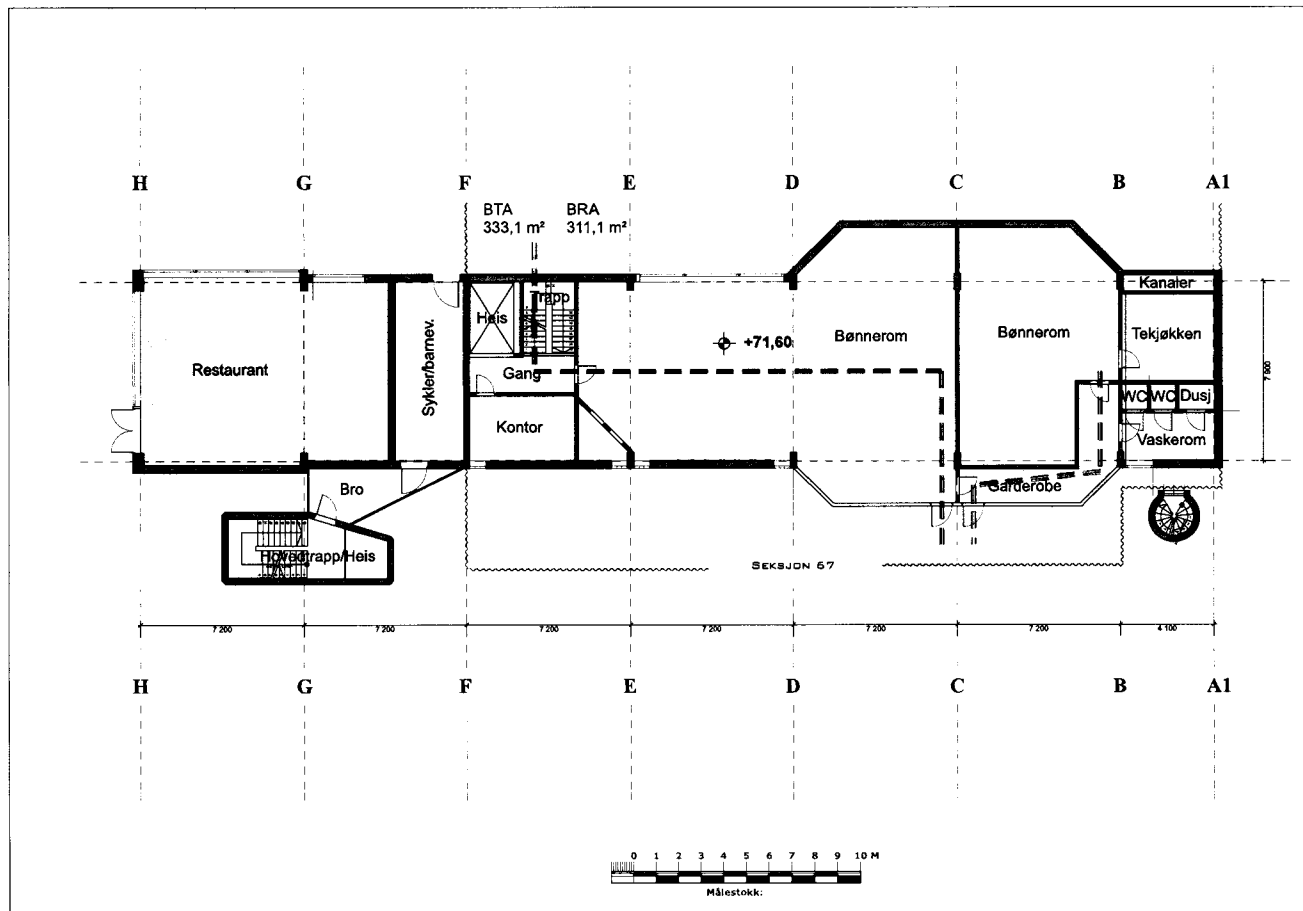 H G F E D C B A1
BTA BRA
333,1 m² 311,1 m²
Kanaler
Trapp
Heis
+71,60
Bønnerom
Bønnerom
Tekjøkken
Restaurant
Sykler/barnev.
Gang
WC WC Dusj
Kontor
Vaskerom
Bro
Garderobe
Hovedtrapp/Heis
SEKSJON 67
7 900
7 200 7 200 7 200 7 200 7 200 7 200 4 100
H G F E D C B A1
0 1 2 3 4 5 6 7 8 9 10 M
Målestokk: